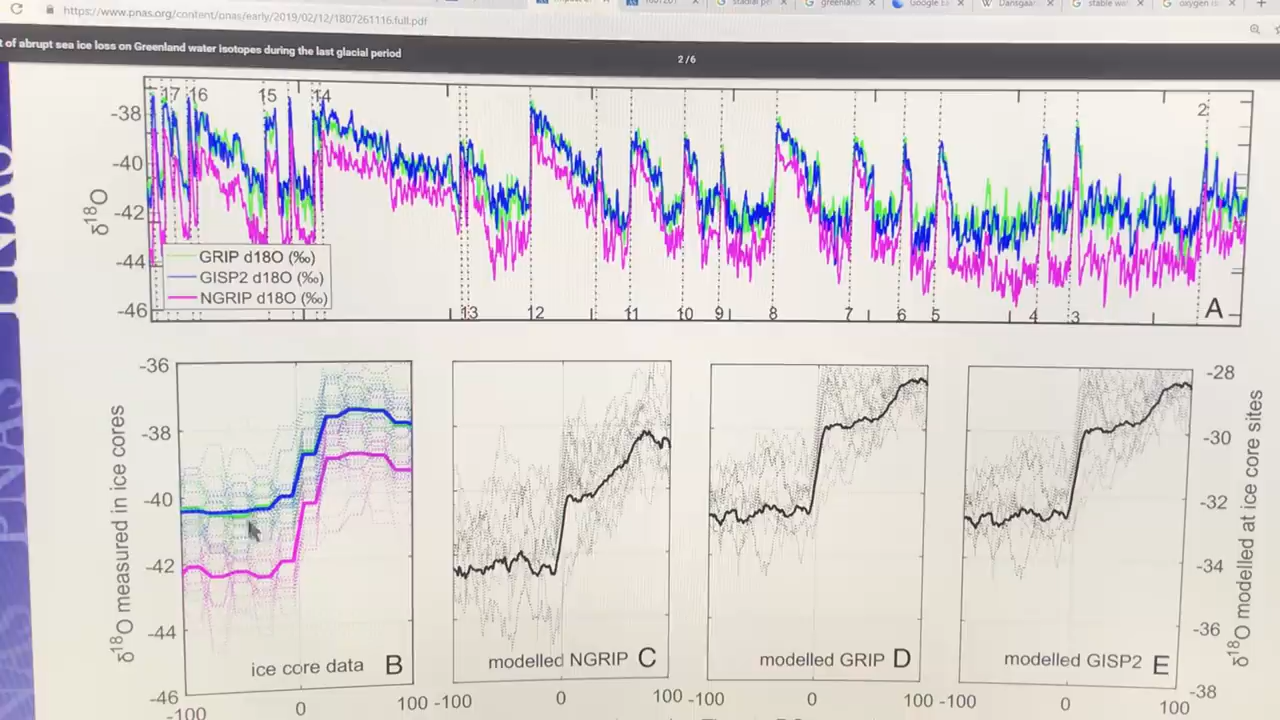 https://www.pnas.org/content/pnas/early/2019/02/12/1807261116.full.pdf
t of abrupt sea ice loss on Greenland water isotopes during the last glacial period
2 / 6
17 16 15 14 2
-38
-40
-42
-44
-46
δ18O
GRIP d18O (‰)
GISP2 d18O (‰)
NGRIP d18O (‰)
13 12 11 10 9 8 7 6 5 4 3
A
-36
-38
-40
-42
-44
-46
δ18O measured in ice cores
ice core data B
-100 0 100
modelled NGRIP C
-100 0 100
modelled GRIP D
-100 0 100
modelled GISP2 E
-100 0 100
-28
-30
-32
-34
-36
-38
δ18O modelled at ice core sites
PNAS